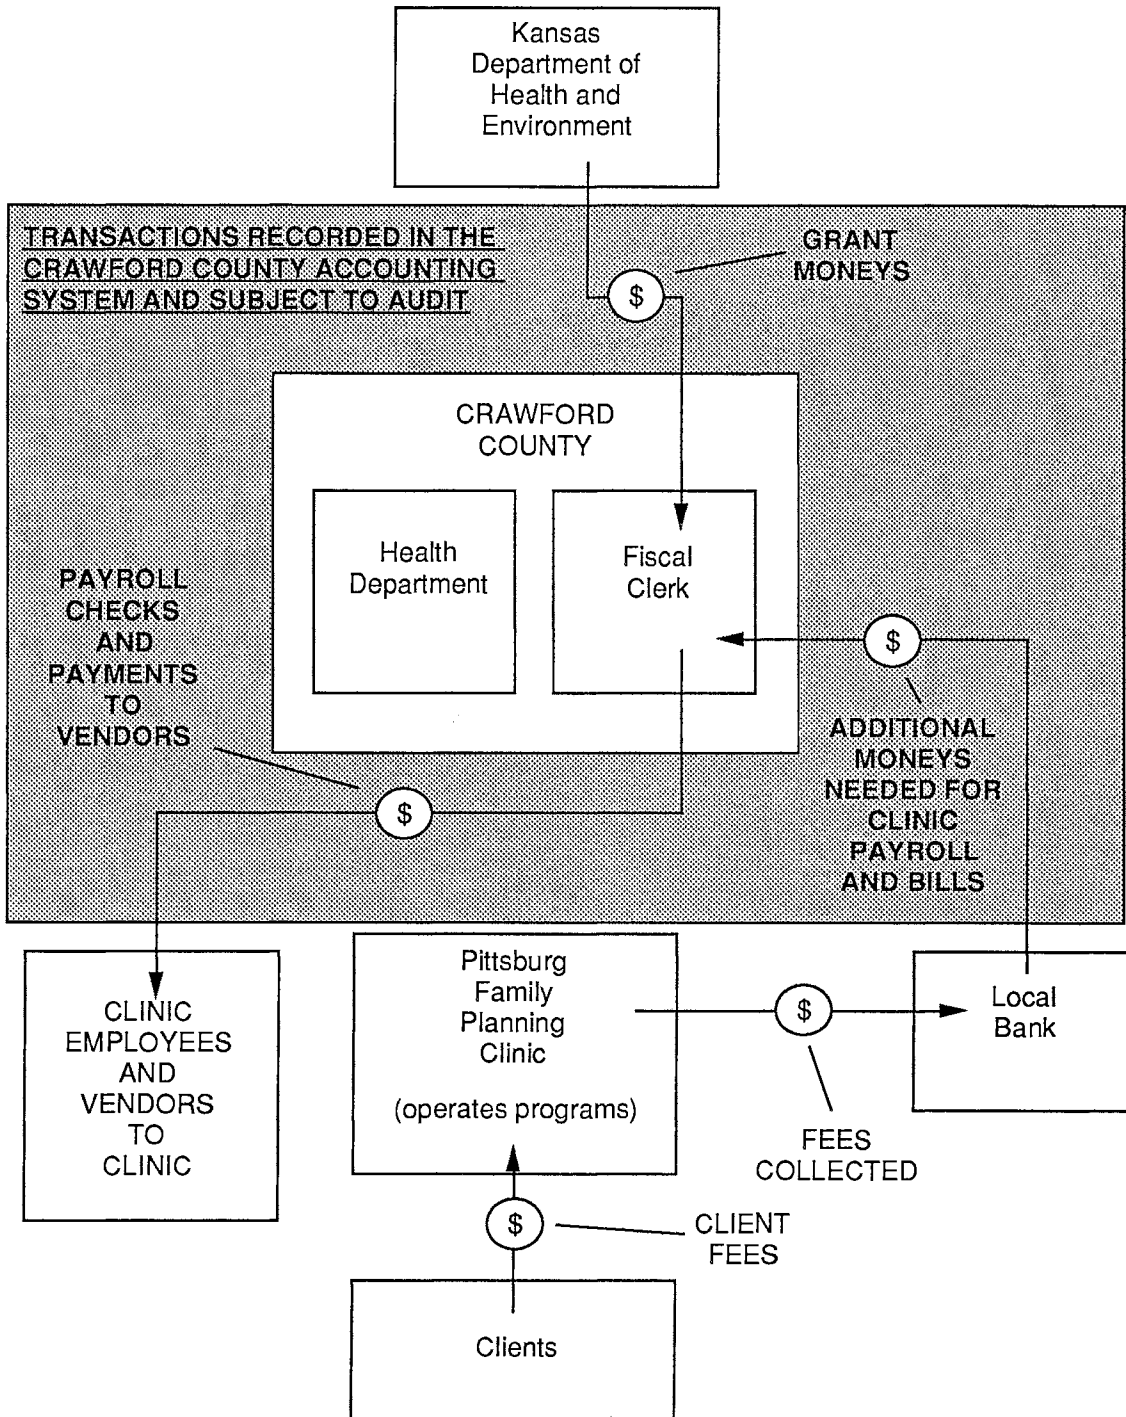 Kansas
Department of
Health and
Environment
TRANSACTIONS RECORDED IN THE
CRAWFORD COUNTY ACCOUNTING
SYSTEM AND SUBJECT TO AUDIT
GRANT
MONEYS
$
CRAWFORD
COUNTY
Health
Department
Fiscal
Clerk
PAYROLL
CHECKS
AND
PAYMENTS
TO
VENDORS
$
$
ADDITIONAL
MONEYS
NEEDED FOR
CLINIC
PAYROLL
AND BILLS
CLINIC
EMPLOYEES
AND
VENDORS
TO
CLINIC
Pittsburg
Family
Planning
Clinic
(operates programs)
$
Local
Bank
FEES
COLLECTED
$
CLIENT
FEES
Clients